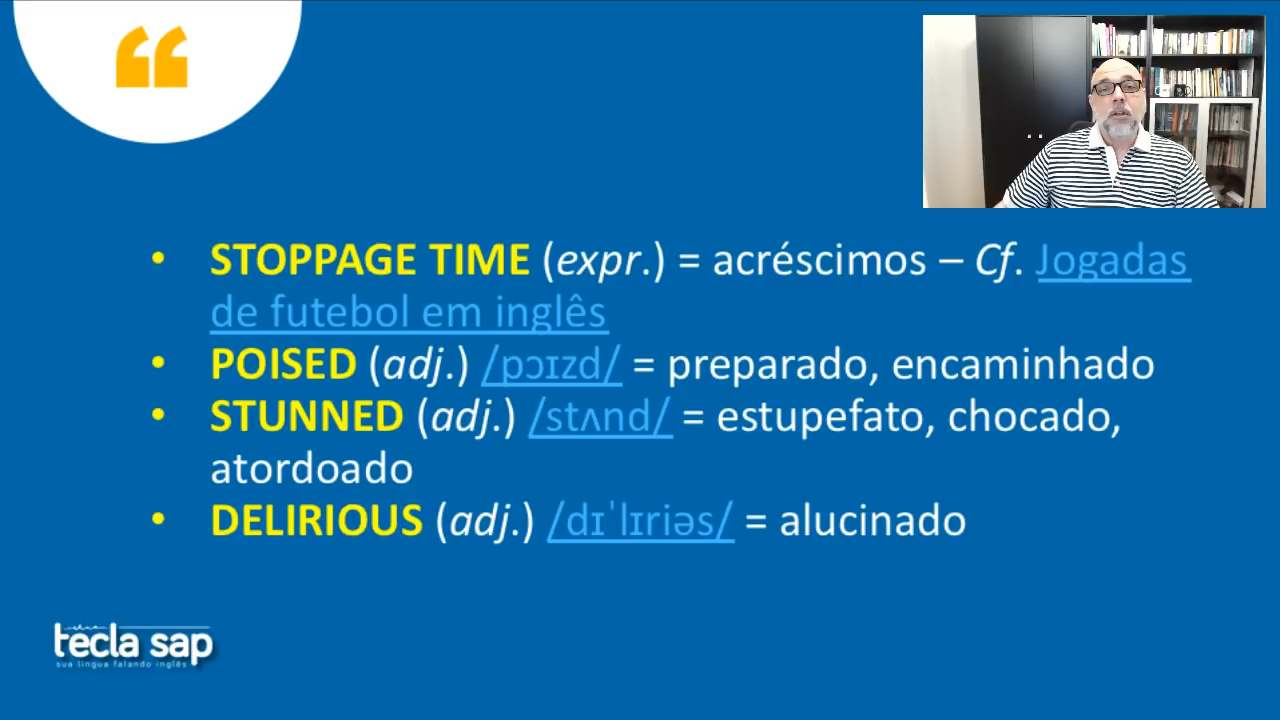 “
• STOPPAGE TIME (expr.) = acréscimos – Cf. Jogadas
de futebol em inglês
• POISED (adj.) /pɔɪzd/ = preparado, encaminhado
• STUNNED (adj.) /stʌnd/ = estupefato, chocado,
atordoado
• DELIRIOUS (adj.) /dɪˈlɪriəs/ = alucinado
tecla sap
sua língua falando inglês